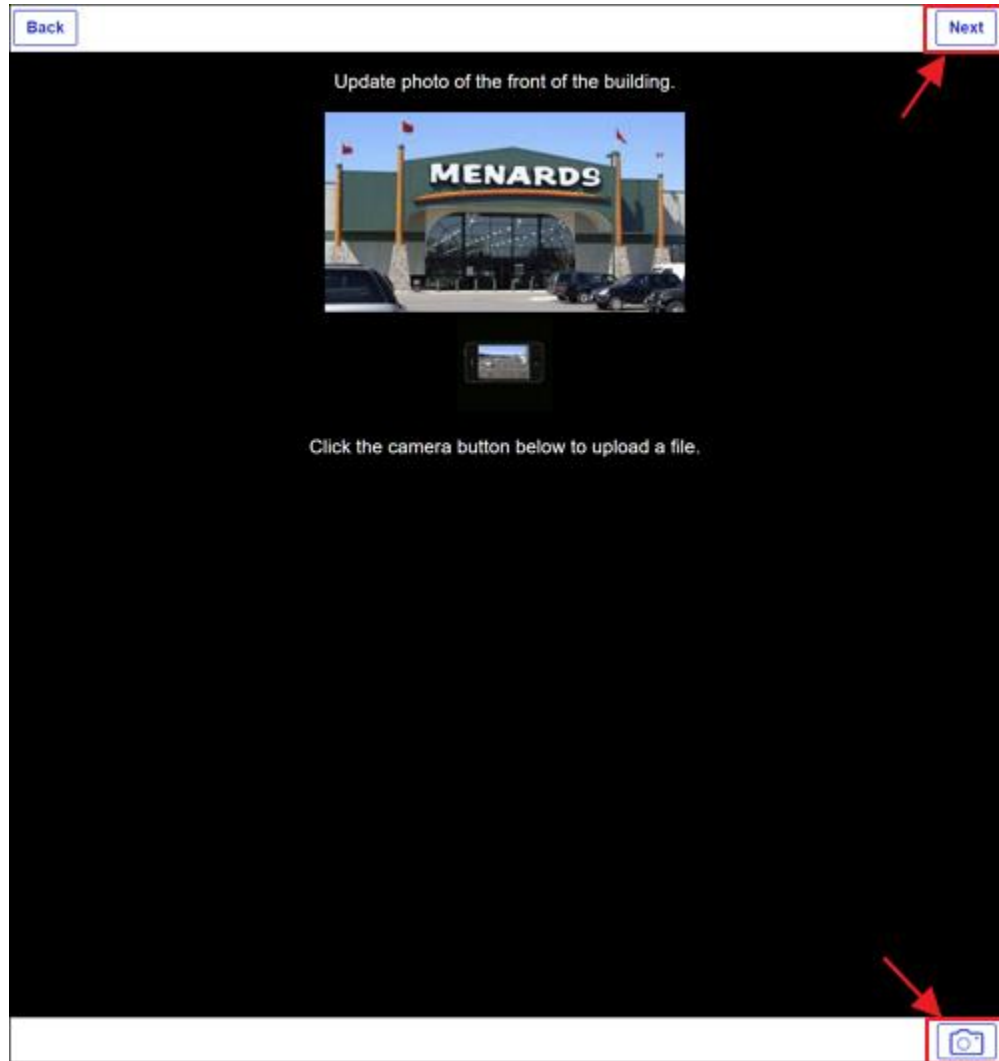 Back
Next
Update photo of the front of the building.
MENARDS
Click the camera button below to upload a file.